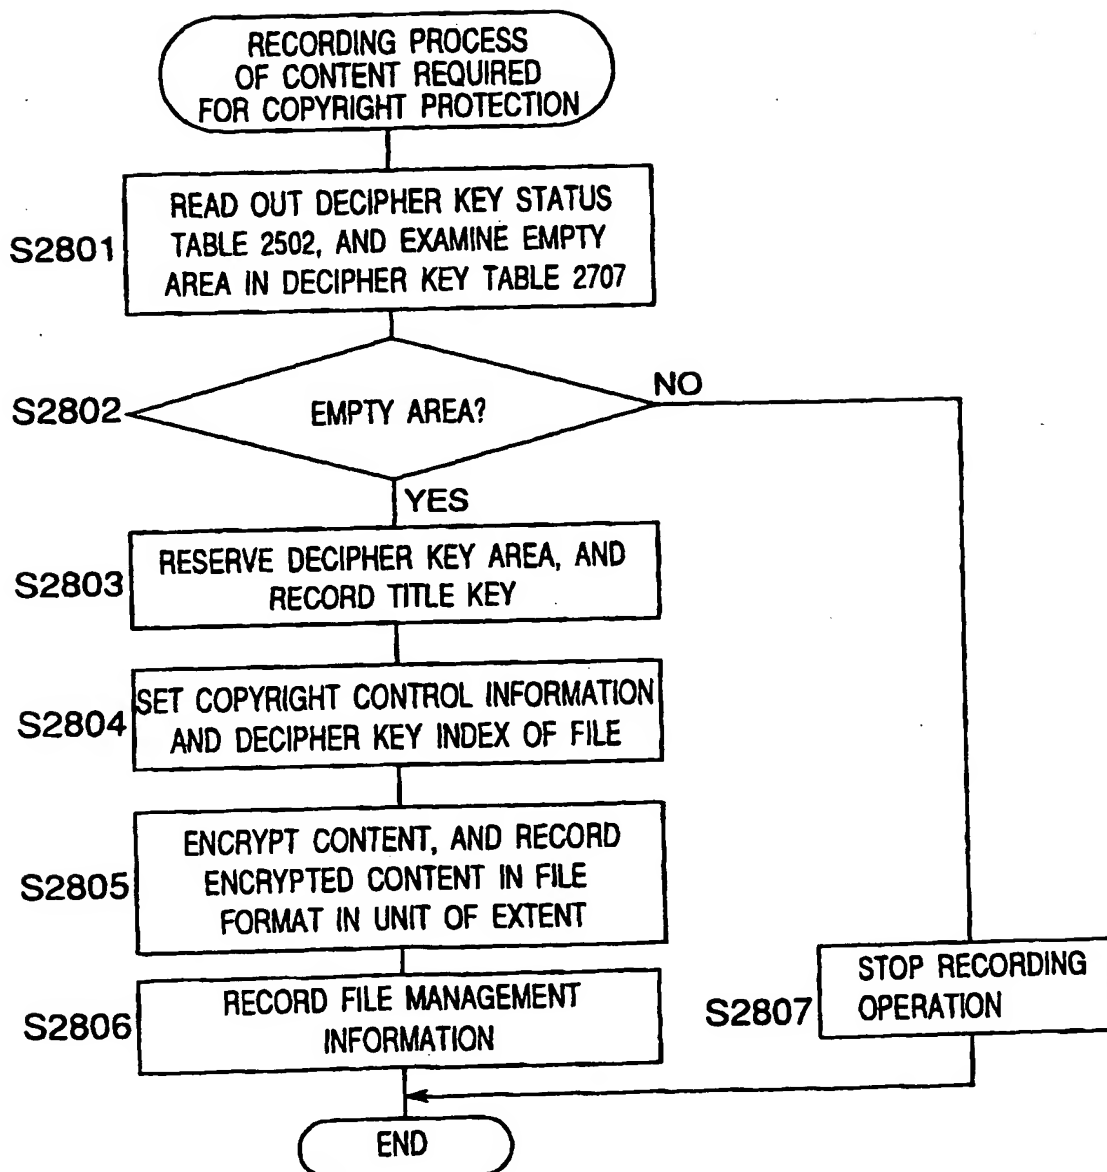 RECORDING PROCESS
OF CONTENT REQUIRED
FOR COPYRIGHT PROTECTION
S2801
READ OUT DECIPHER KEY STATUS
TABLE 2502, AND EXAMINE EMPTY
AREA IN DECIPHER KEY TABLE 2707
S2802
EMPTY AREA?
NO
YES
S2803
RESERVE DECIPHER KEY AREA, AND
RECORD TITLE KEY
S2804
SET COPYRIGHT CONTROL INFORMATION
AND DECIPHER KEY INDEX OF FILE
S2805
ENCRYPT CONTENT, AND RECORD
ENCRYPTED CONTENT IN FILE
FORMAT IN UNIT OF EXTENT
S2806
RECORD FILE MANAGEMENT
INFORMATION
S2807
STOP RECORDING
OPERATION
END